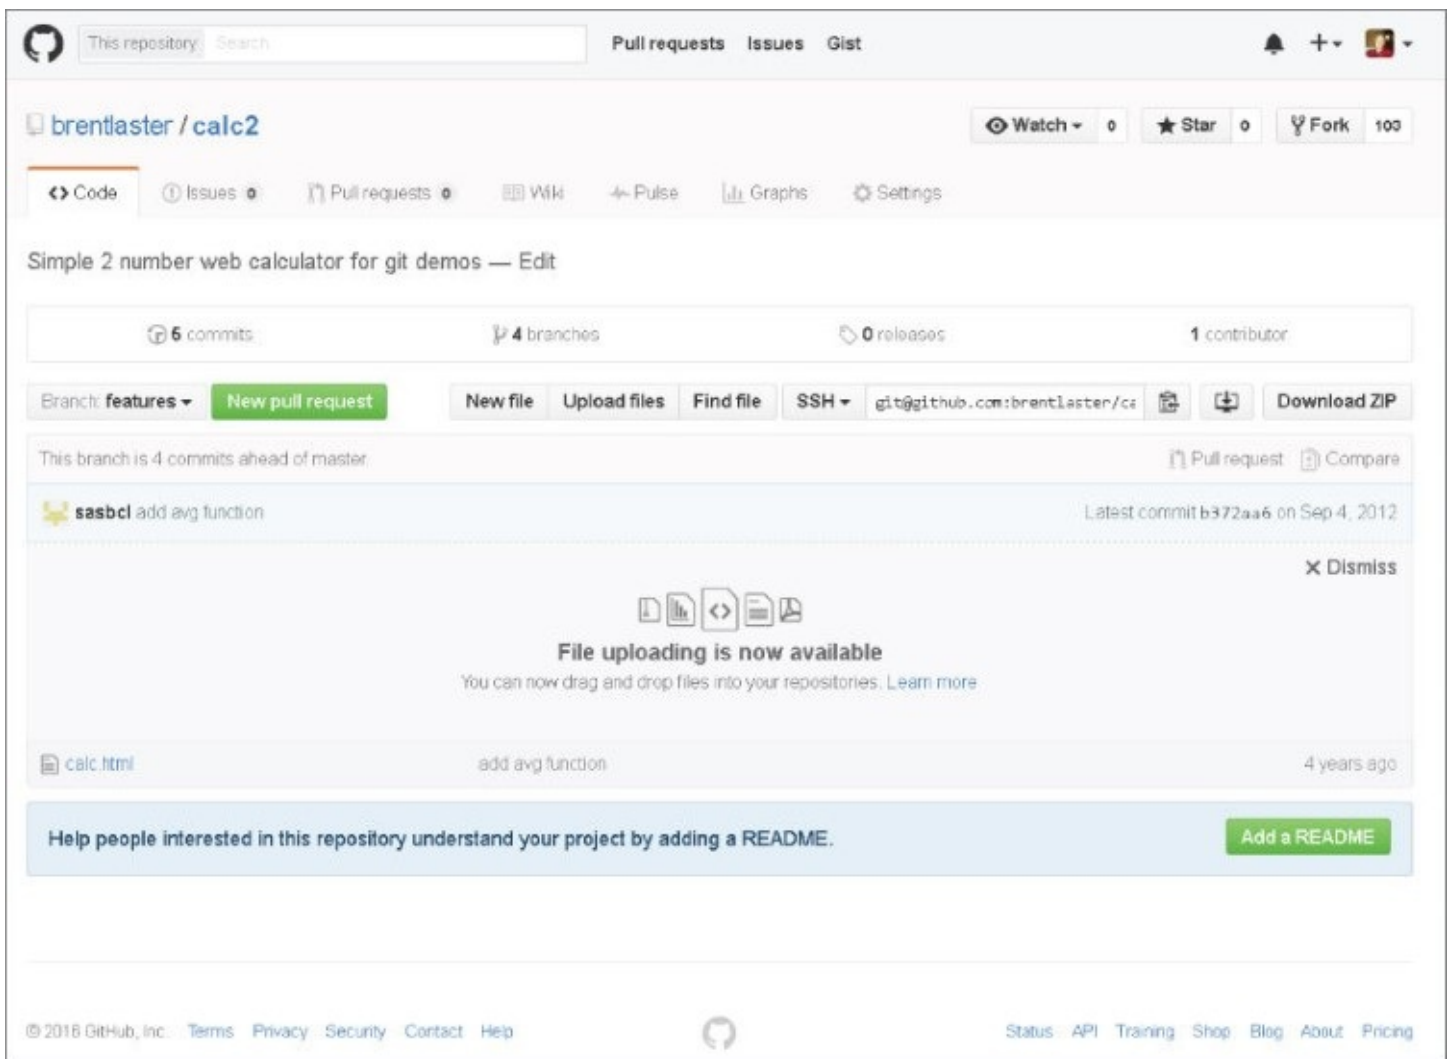 This repository Search Pull requests Issues Gist
brentlaster / calc2 Watch 0 Star 0 Fork 103
Code Issues 0 Pull requests 0 Wiki Pulse Graphs Settings
Simple 2 number web calculator for git demos — Edit
6 commits 4 branches 0 releases 1 contributor
Branch: features New pull request New file Upload files Find file SSH git@github.com:brentlaster/ca Download ZIP
This branch is 4 commits ahead of master. Pull request Compare
sasbcl add avg function Latest commit b372aa6 on Sep 4, 2012
Dismiss
File uploading is now available
You can now drag and drop files into your repositories. Learn more
calc.html add avg function 4 years ago
Help people interested in this repository understand your project by adding a README. Add a README
© 2016 GitHub, Inc. Terms Privacy Security Contact Help Status API Training Shop Blog About Pricing